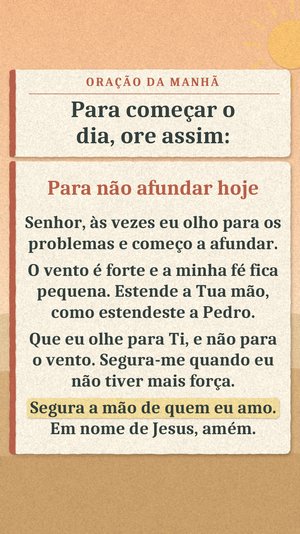 ORAÇÃO DA MANHÃ
Para começar o
dia, ore assim:
Para não afundar hoje
Senhor, às vezes eu olho para os
problemas e começo a afundar.
O vento é forte e a minha fé fica
pequena. Estende a Tua mão,
como estendeste a Pedro.
Que eu olhe para Ti, e não para
o vento. Segura-me quando eu
não tiver mais força.
Segura a mão de quem eu amo.
Em nome de Jesus, amém.